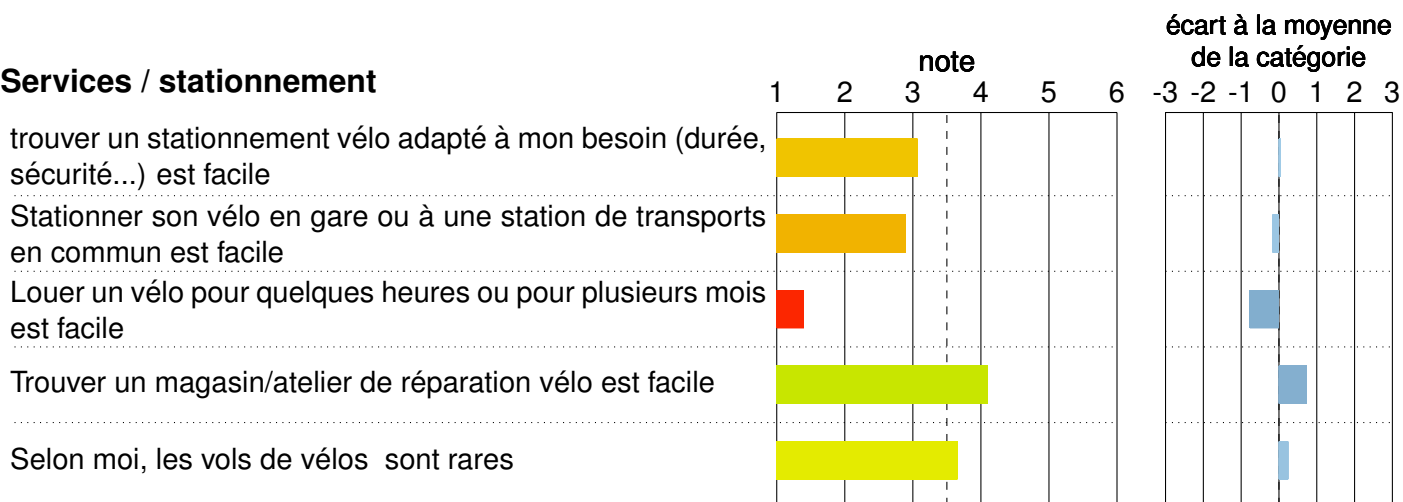 écart à la moyenne
de la catégorie
note
Services / stationnement
1 2 3 4 5 6
-3 -2 -1 0 1 2 3
trouver un stationnement vélo adapté à mon besoin (durée,
sécurité...) est facile
Stationner son vélo en gare ou à une station de transports
en commun est facile
Louer un vélo pour quelques heures ou pour plusieurs mois
est facile
Trouver un magasin/atelier de réparation vélo est facile
Selon moi, les vols de vélos sont rares